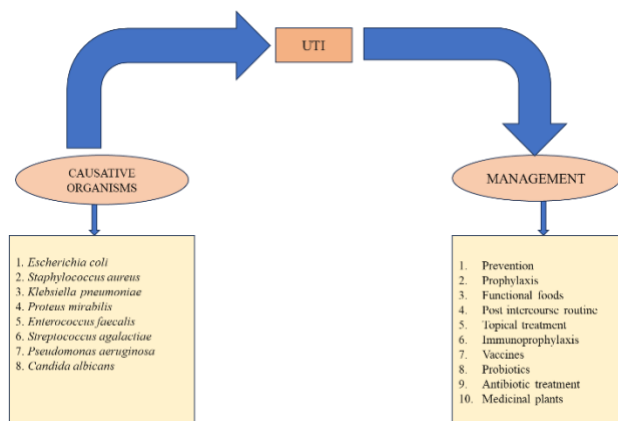 UTI
CAUSATIVE
ORGANISMS
1. Escherichia coli
2. Staphylococcus aureus
3. Klebsiella pneumoniae
4. Proteus mirabilis
5. Enterococcus faecalis
6. Streptococcus agalactiae
7. Pseudomonas aeruginosa
8. Candida albicans
MANAGEMENT
1. Prevention
2. Prophylaxis
3. Functional foods
4. Post intercourse routine
5. Topical treatment
6. Immunoprophylaxis
7. Vaccines
8. Probiotics
9. Antibiotic treatment
10. Medicinal plants